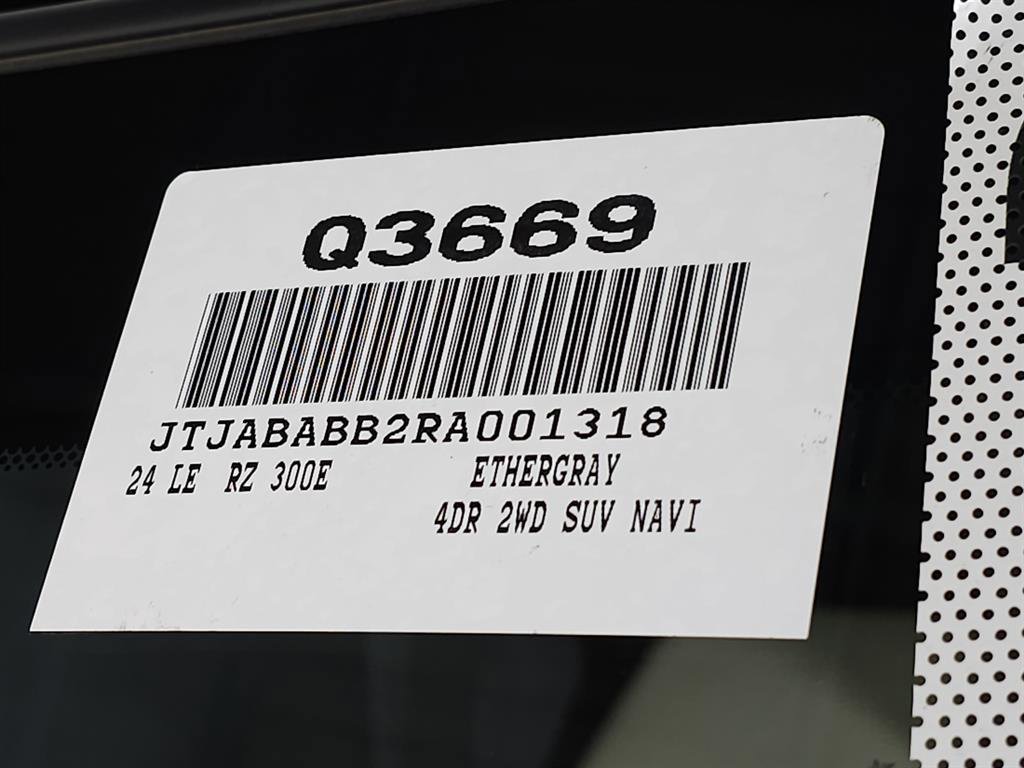 Q3669
JTJABABB2RA001318
24 LE RZ 300E
ETHERGRAY
4DR 2WD SUV NAVI